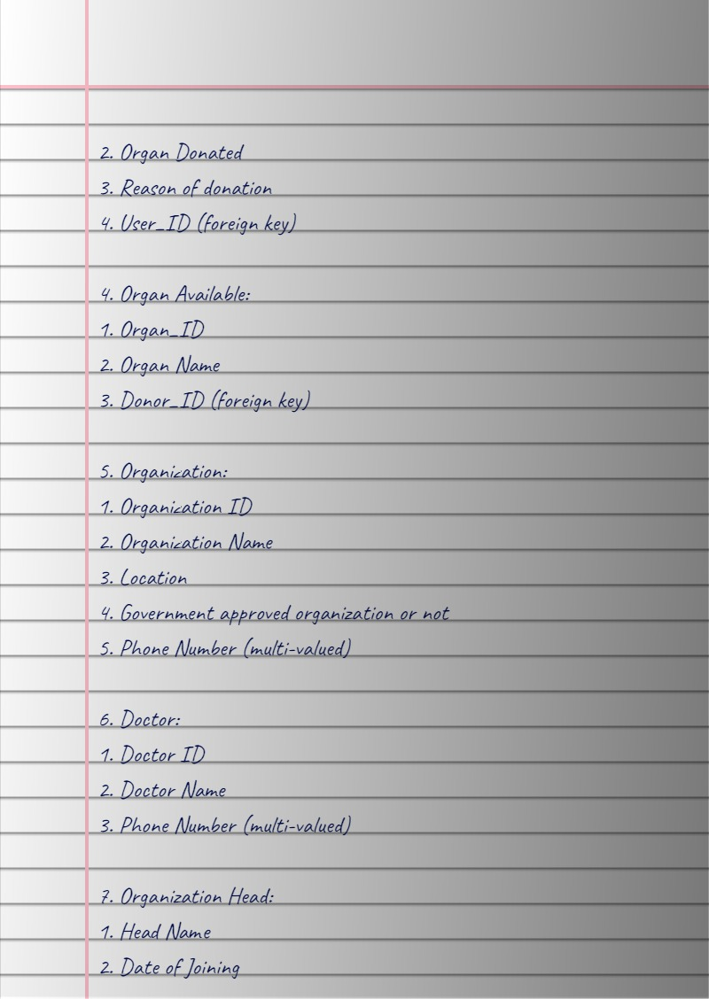 2. Organ Donated
3. Reason of donation
4. User_ID (foreign key)
4. Organ Available:
1. Organ_ID
2. Organ Name
3. Donor_ID (foreign key)
5. Organization:
1. Organization ID
2. Organization Name
3. Location
4. Government approved organization or not
5. Phone Number (multi-valued)
6. Doctor:
1. Doctor ID
2. Doctor Name
3. Phone Number (multi-valued)
7. Organization Head:
1. Head Name
2. Date of Joining